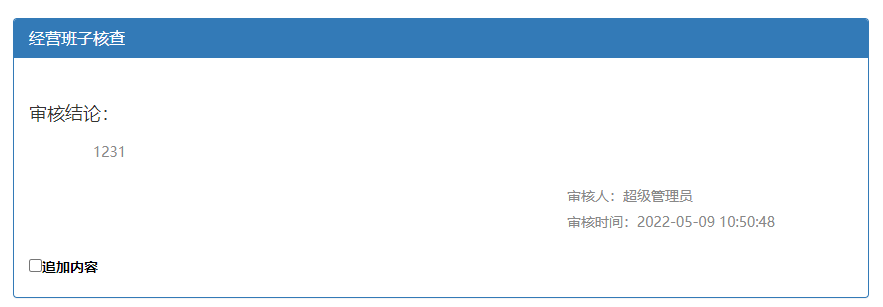 经营班子核查
审核结论：
1231
审核人：超级管理员
审核时间：2022-05-09 10:50:48
追加内容